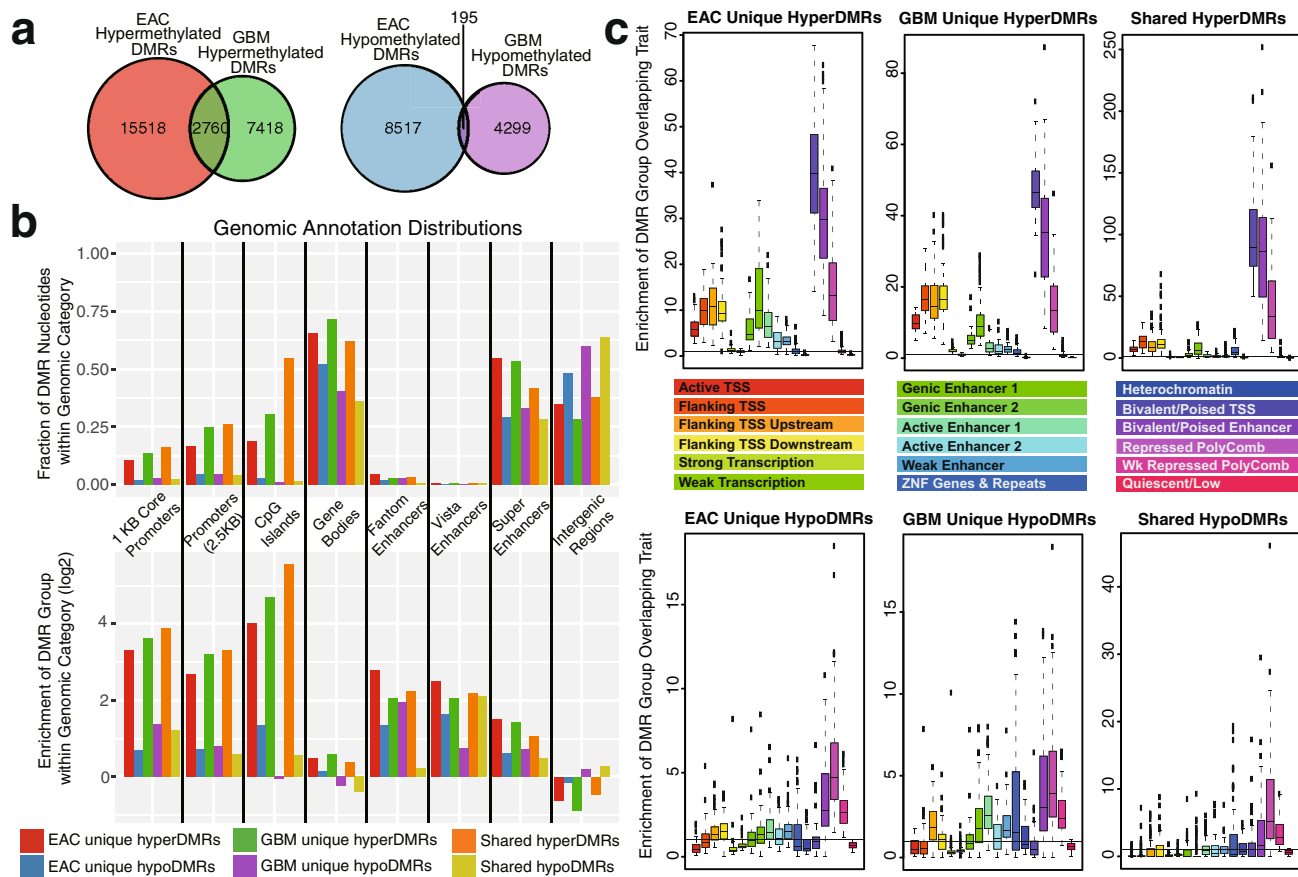 a
EAC
Hypermethylated
DMRs
GBM
Hypermethylated
DMRs
15518
2760
7418
195
EAC
Hypomethylated
DMRs
GBM
Hypomethylated
DMRs
8517
4299
b
Genomic Annotation Distributions
Fraction of DMR Nucleotides
within Genomic Category
1.00
0.75
0.50
0.25
0.00
1 KB Core
Promoters
Promoters
(2.5KB)
CpG
Islands
Gene
Bodies
Fantom
Enhancers
Vista
Enhancers
Super
Enhancers
Intergenic
Regions
Enrichment of DMR Group
within Genomic Category (log2)
4
2
0
EAC unique hyperDMRs
GBM unique hyperDMRs
Shared hyperDMRs
EAC unique hypoDMRs
GBM unique hypoDMRs
Shared hypoDMRs
c
EAC Unique HyperDMRs
GBM Unique HyperDMRs
Shared HyperDMRs
Enrichment of DMR Group Overlapping Trait
70
60
50
40
30
20
10
0
80
60
40
20
0
250
200
150
100
50
0
Active TSS
Flanking TSS
Flanking TSS Upstream
Flanking TSS Downstream
Strong Transcription
Weak Transcription
Genic Enhancer 1
Genic Enhancer 2
Active Enhancer 1
Active Enhancer 2
Weak Enhancer
ZNF Genes & Repeats
Heterochromatin
Bivalent/Poised TSS
Bivalent/Poised Enhancer
Repressed PolyComb
Wk Repressed PolyComb
Quiescent/Low
EAC Unique HypoDMRs
GBM Unique HypoDMRs
Shared HypoDMRs
Enrichment of DMR Group Overlapping Trait
15
10
5
0
15
10
5
0
40
30
20
10
0